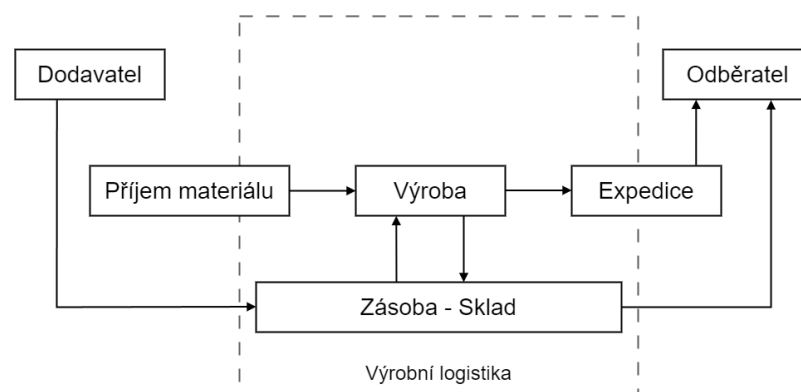 Dodavatel
Odběratel
Příjem materiálu
Výroba
Expedice
Zásoba - Sklad
Výrobní logistika